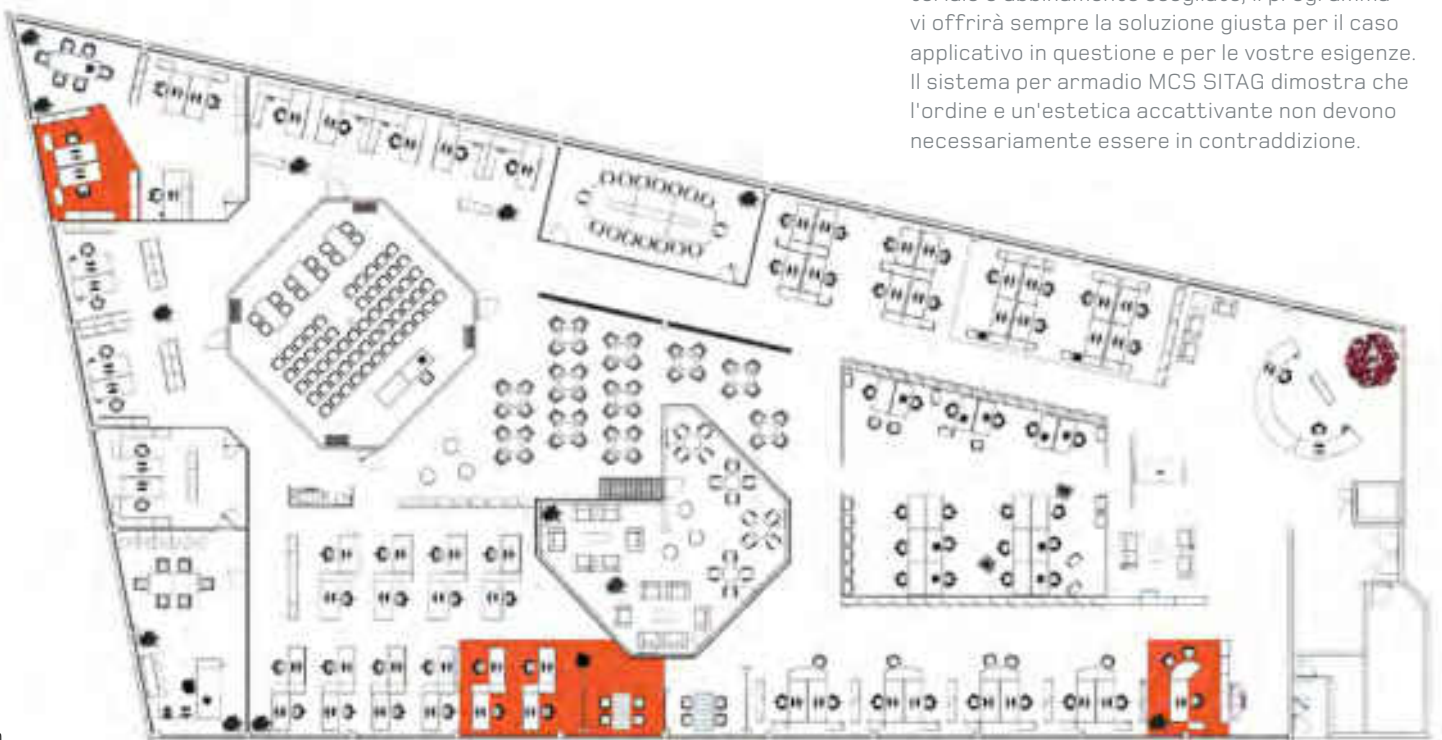 vi offrirà sempre la soluzione giusta per il caso
applicativo in questione e per le vostre esigenze.
Il sistema per armadio MCS SITAG dimostra che
l'ordine e un'estetica accattivante non devono
necessariamente essere in contraddizione.